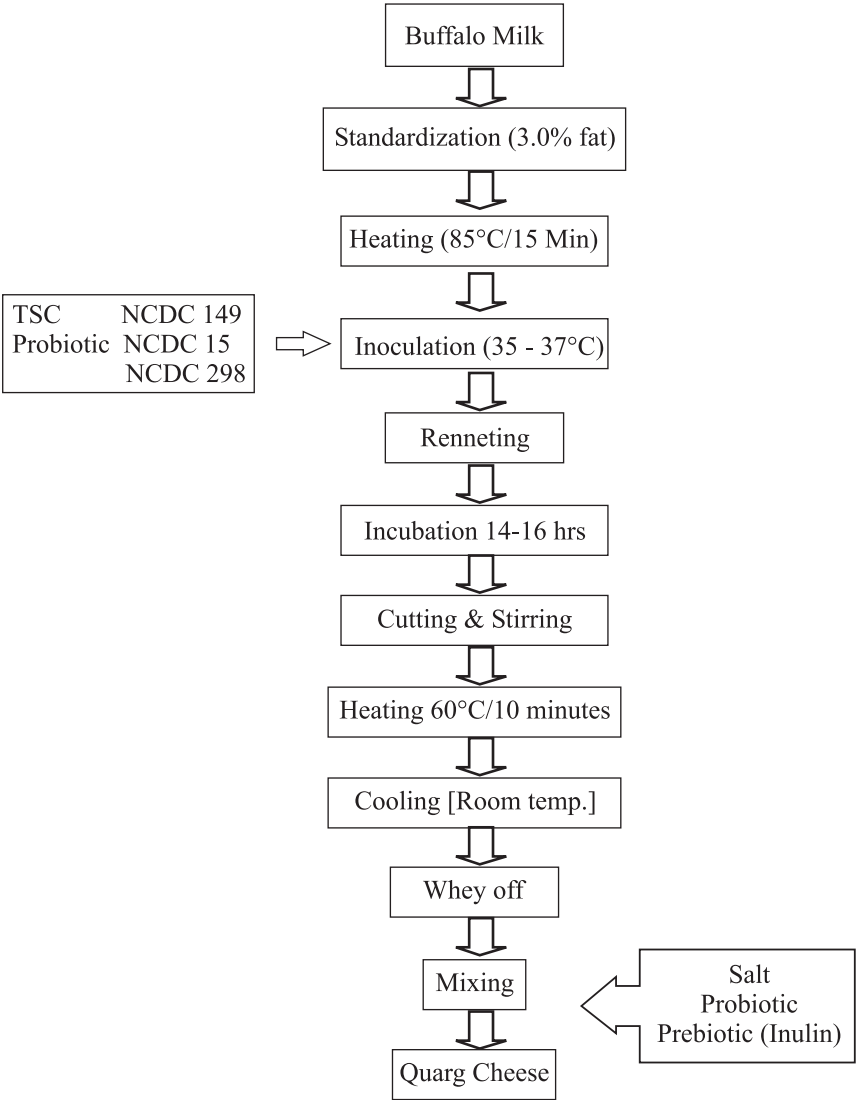 Buffalo Milk
Standardization (3.0% fat)
Heating (85°C/15 Min)
TSC NCDC 149
Probiotic NCDC 15
NCDC 298
Inoculation (35 - 37°C)
Renneting
Incubation 14-16 hrs
Cutting & Stirring
Heating 60°C/10 minutes
Cooling [Room temp.]
Whey off
Mixing
Salt
Probiotic
Prebiotic (Inulin)
Quarg Cheese